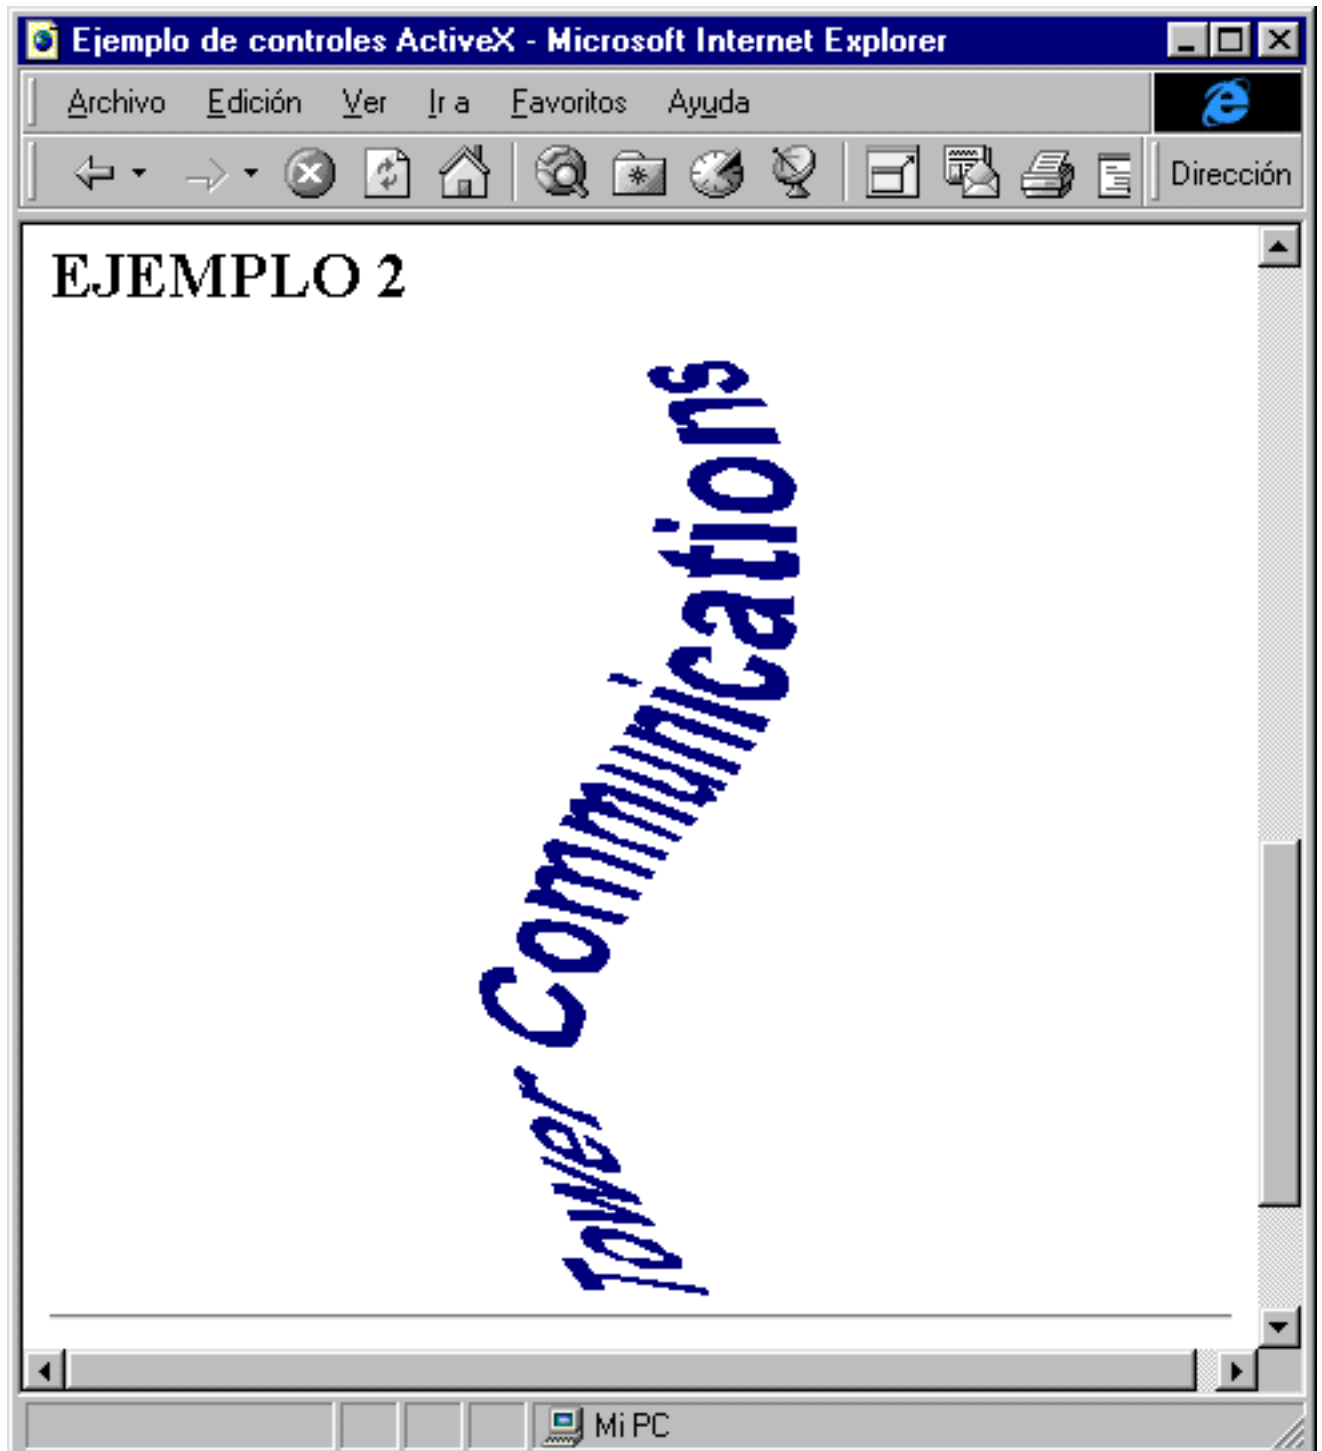 Ejemplo de controles ActiveX - Microsoft Internet Explorer
Archivo Edición Ver Ir a Favoritos Ayuda
Dirección
EJEMPLO 2
Tower Communications
Mi PC